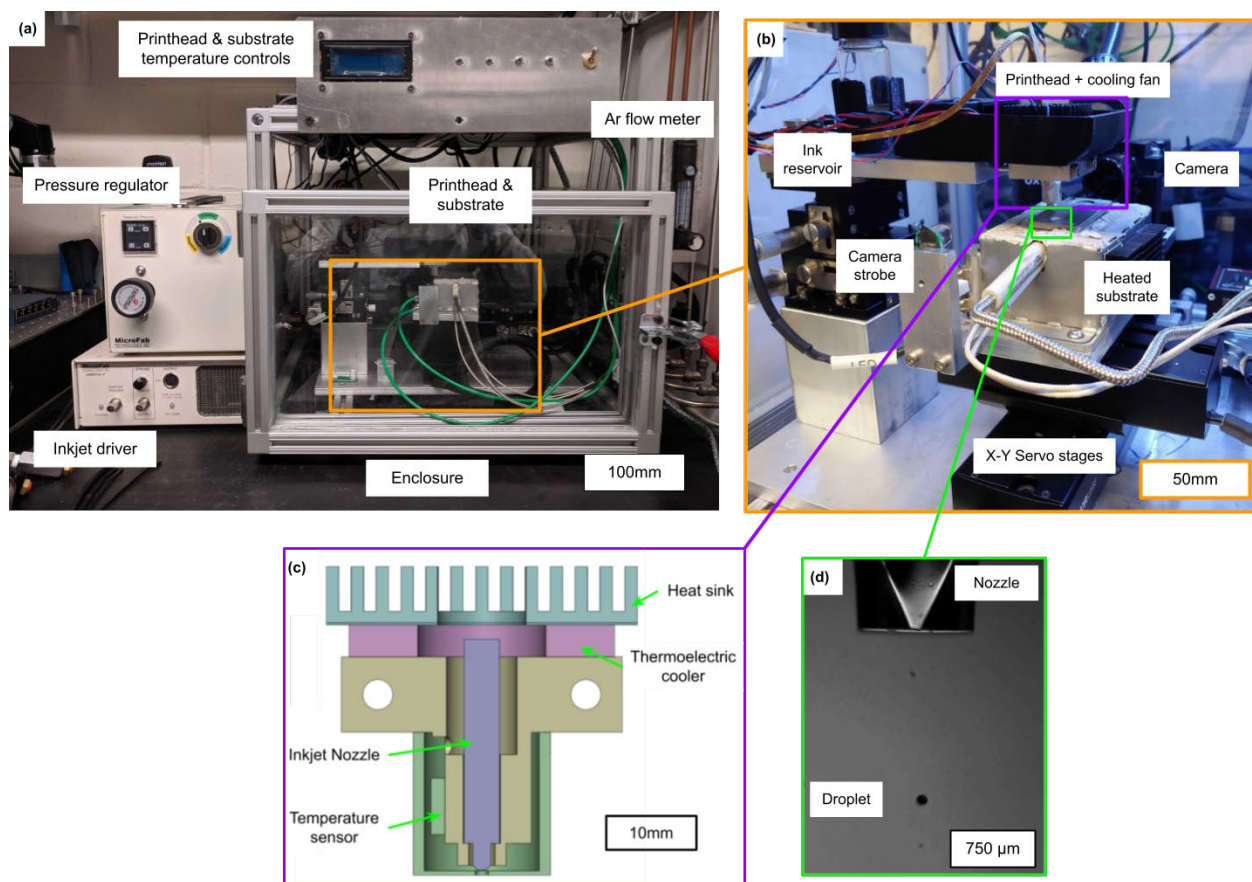 (a)
Printhead & substrate
temperature controls
Ar flow meter
Pressure regulator
Printhead &
substrate
MicroFab
Inkjet driver
Enclosure
100mm
(b)
Printhead + cooling fan
Ink
reservoir
Camera
Camera
strobe
Heated
substrate
LED
X-Y Servo stages
50mm
(c)
Heat sink
Thermoelectric
cooler
Inkjet Nozzle
Temperature
sensor
10mm
(d)
Nozzle
Droplet
750 µm